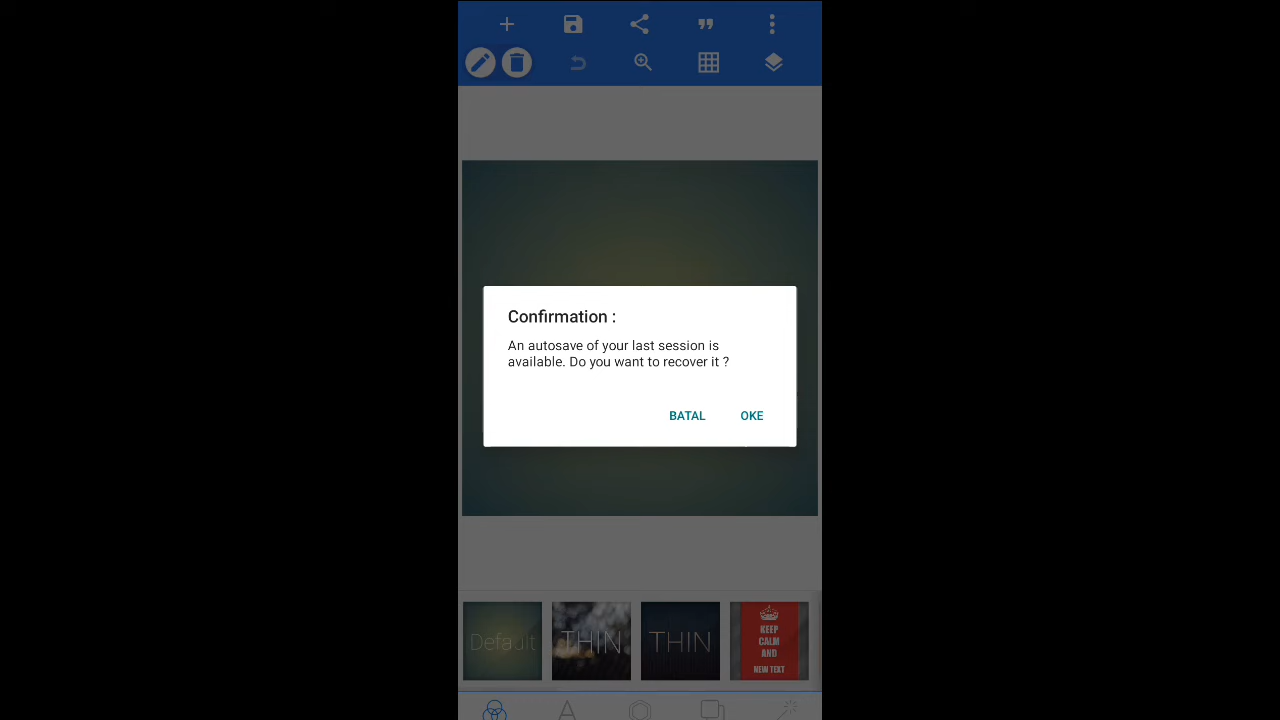 Confirmation :
An autosave of your last session is
available. Do you want to recover it ?
BATAL OKE
Default THIN THIN KEEP
CALM
AND
NEW TEXT